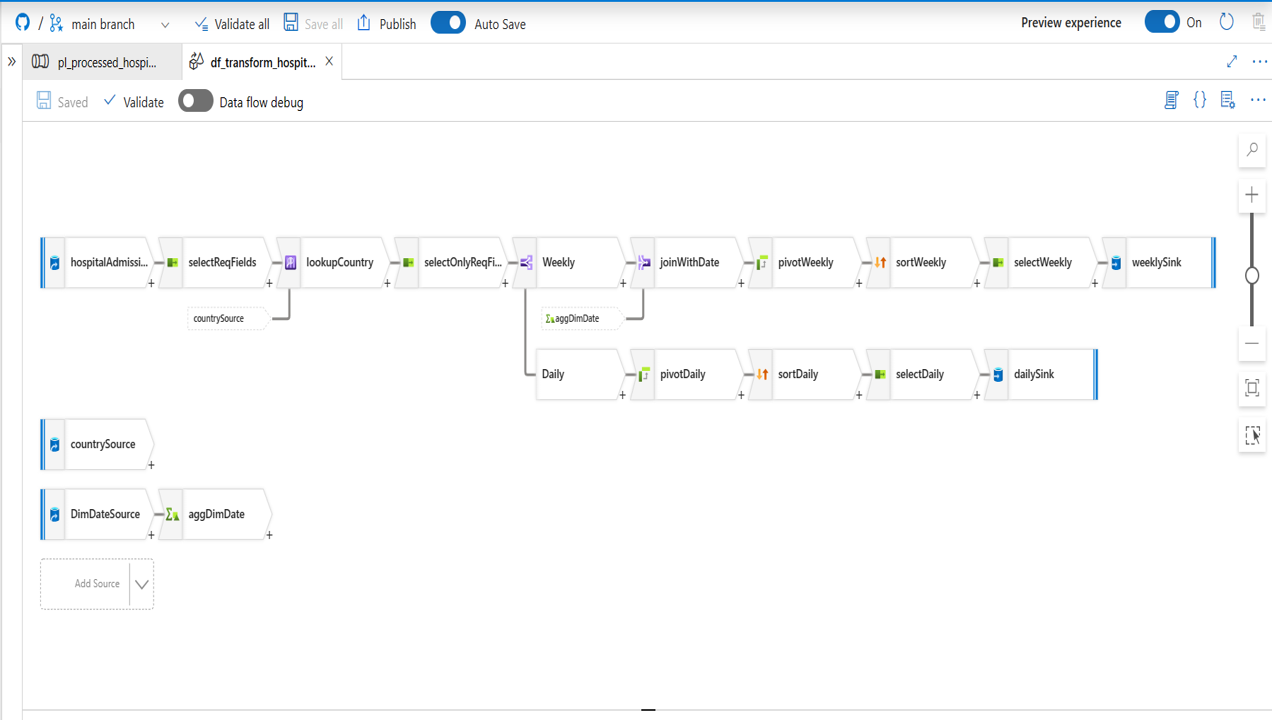 / main branch Validate all Save all Publish Auto Save Preview experience On
pl_processed_hospi... df_transform_hospit...
Saved Validate Data flow debug
hospitalAdmissi... selectReqFields lookupCountry selectOnlyReqFi... Weekly joinWithDate pivotWeekly sortWeekly selectWeekly weeklySink
countrySource aggDimDate
Daily pivotDaily sortDaily selectDaily dailySink
countrySource
DimDateSource aggDimDate
Add Source